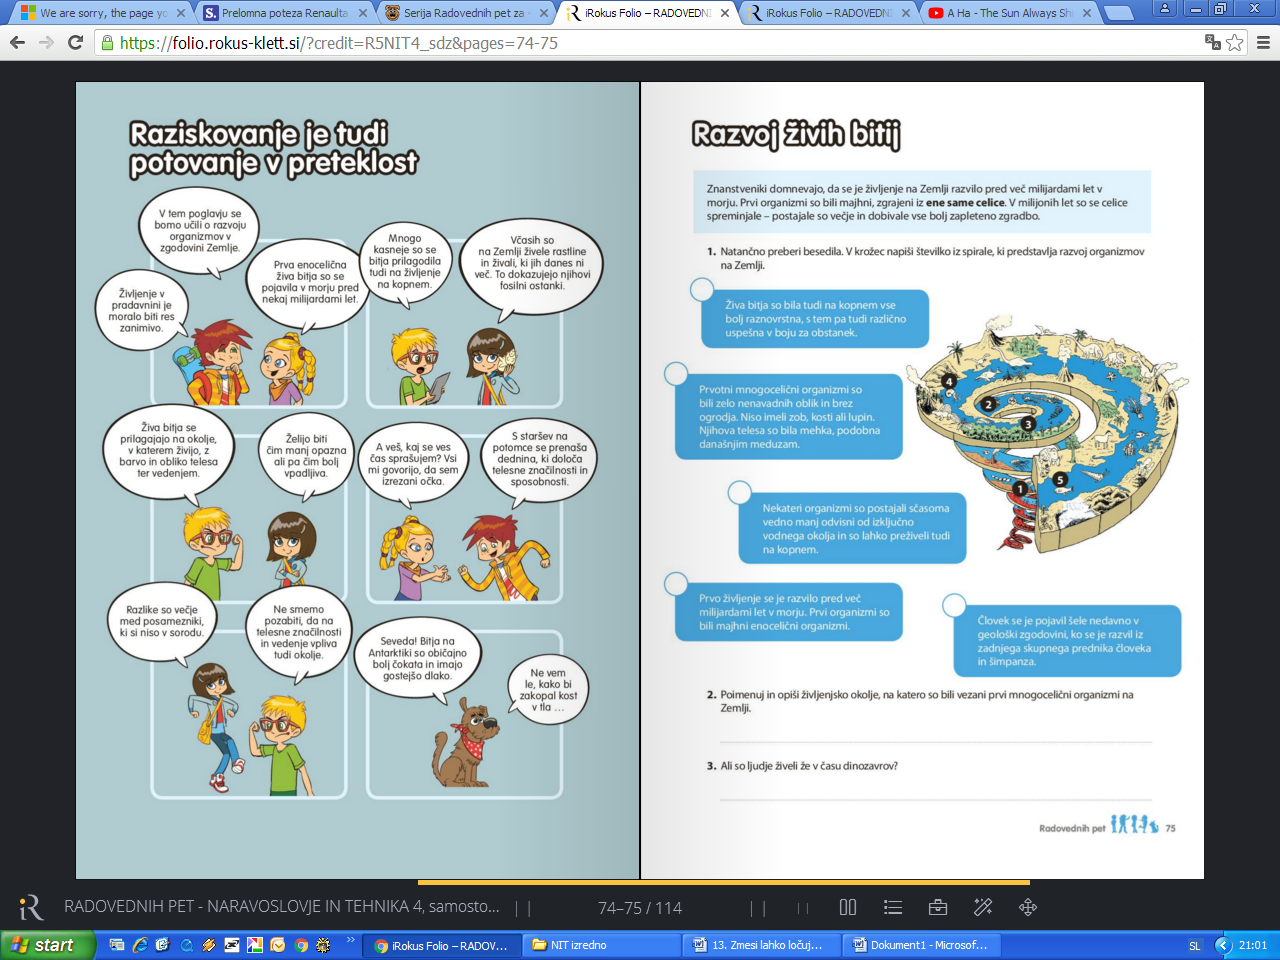 We are sorry, the page yo
Prelomna poteza Renaulta
Serija Radovednih pet za
iRokus Folio – RADOVEDN
iRokus Folio – RADOVEDN
A Ha - The Sun Always Sh
https://folio.rokus-klett.si/?credit=R5NIT4_sdz&pages=74-75
Raziskovanje je tudi
potovanje v preteklost
V tem poglavju se
bomo učili o razvoju
organizmov v
zgodovini Zemlje.
Življenje v
pradavnini je
moralo biti res
zanimivo.
Prva enocelična
živa bitja so se
pojavila v morju pred
nekaj milijardami let.
Mnogo
kasneje so se
bitja prilagodila
tudi na življenje
na kopnem.
Včasih so
na Zemlji živele rastline
in živali, ki jih danes ni
več. To dokazujejo njihovi
fosilni ostanki.
Živa bitja se
prilagajajo na okolje,
v katerem živijo, z
barvo in obliko telesa
ter vedenjem.
Želijo biti
čim manj opazna
ali pa čim bolj
vpadljiva.
A veš, kaj se ves
čas sprašujem? Vsi
mi govorijo, da sem
izrezani očka.
S staršev na
potomce se prenaša
dednina, ki določa
telesne značilnosti in
sposobnosti.
Razlike so večje
med posamezniki,
ki si niso v sorodu.
Ne smemo
pozabiti, da na
telesne značilnosti
in vedenje vpliva
tudi okolje.
Seveda! Bitja na
Antarktiki so običajno
bolj čokata in imajo
gostejšo dlako.
Ne vem
le, kako bi
zakopal kost
v tla ...
Razvoj živih bitij
Znanstveniki domnevajo, da se je življenje na Zemlji razvilo pred več milijardami let v
morju. Prvi organizmi so bili majhni, zgrajeni iz ene same celice. V milijonih let so se celice
spreminjale – postajale so večje in dobivale vse bolj zapleteno zgradbo.
1. Natančno preberi besedila. V krožec napiši številko iz spirale, ki predstavlja razvoj organizmov
na Zemlji.
Živa bitja so bila tudi na kopnem vse
bolj raznovrstna, s tem pa tudi različno
uspešna v boju za obstanek.
Prvotni mnogocelični organizmi so
bili zelo nenavadnih oblik in brez
ogrodja. Niso imeli zob, kosti ali lupin.
Njihova telesa so bila mehka, podobna
današnjim meduzam.
4
2
3
1
5
Nekateri organizmi so postajali sčasoma
vedno manj odvisni od izključno
vodnega okolja in so lahko preživeli tudi
na kopnem.
Prvo življenje se je razvilo pred več
milijardami let v morju. Prvi organizmi so
bili majhni enocelični organizmi.
Človek se je pojavil šele nedavno v
geološki zgodovini, ko se je razvil iz
zadnjega skupnega prednika človeka
in šimpanza.
2. Poimenuj in opiši življenjsko okolje, na katero so bili vezani prvi mnogocelični organizmi na
Zemlji.
3. Ali so ljudje živeli že v času dinozavrov?
Radovednih pet 75
RADOVEDNIH PET - NARAVOSLOVJE IN TEHNIKA 4, samosto...
74–75 / 114
start
iRokus Folio – RADOV...
NIT izredno
13. Zmesi lahko ločuj...
Dokument1 - Microsof...
SL
21:01